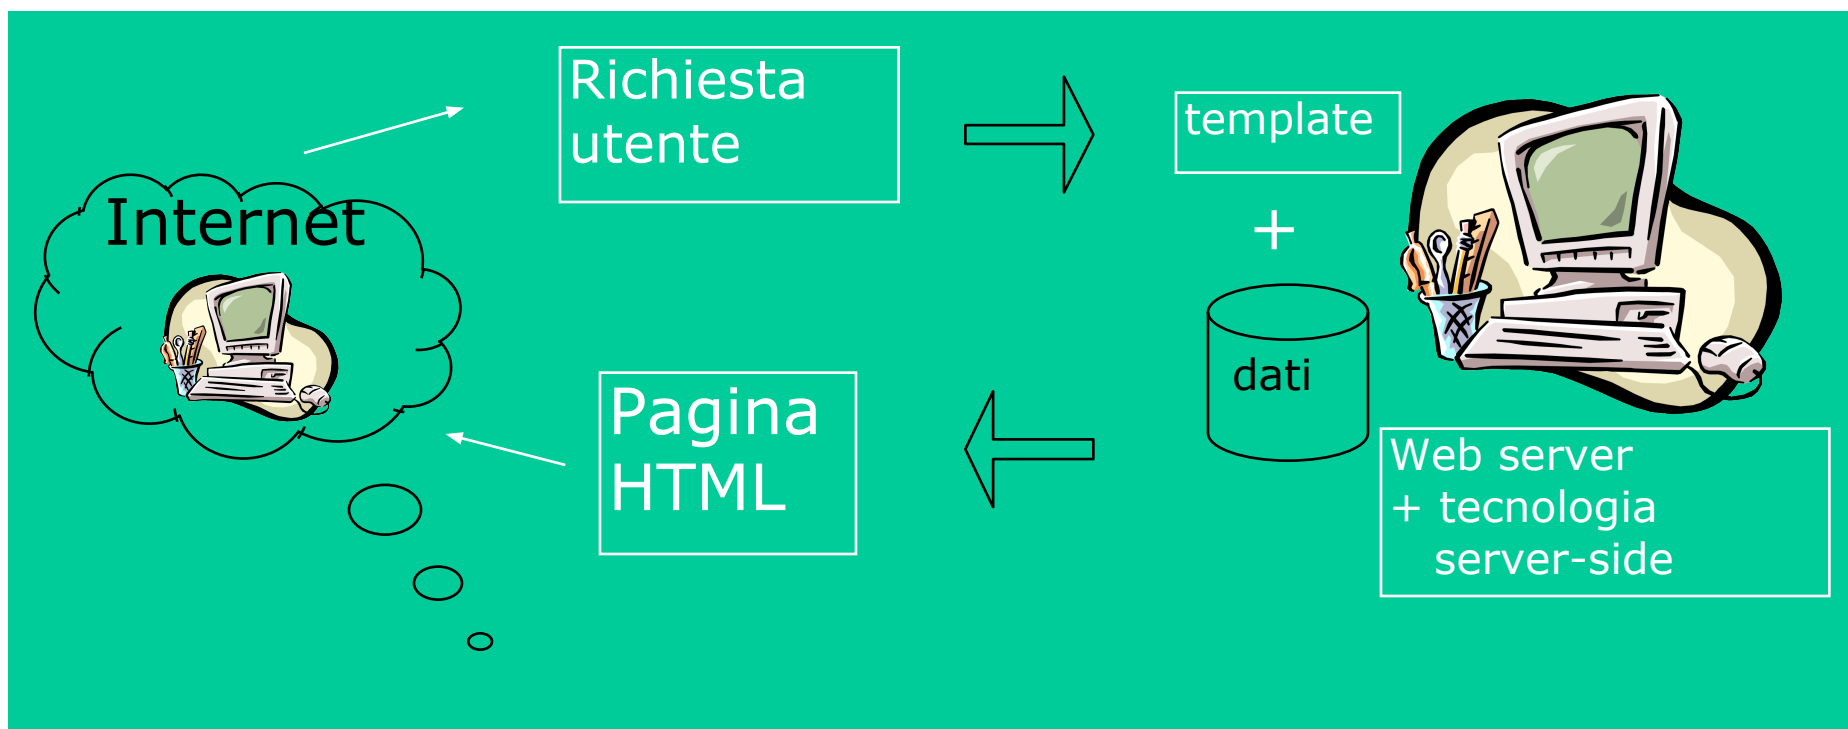 Internet
Richiesta
utente
template
+
dati
Web server
+ tecnologia
server-side
Pagina
HTML